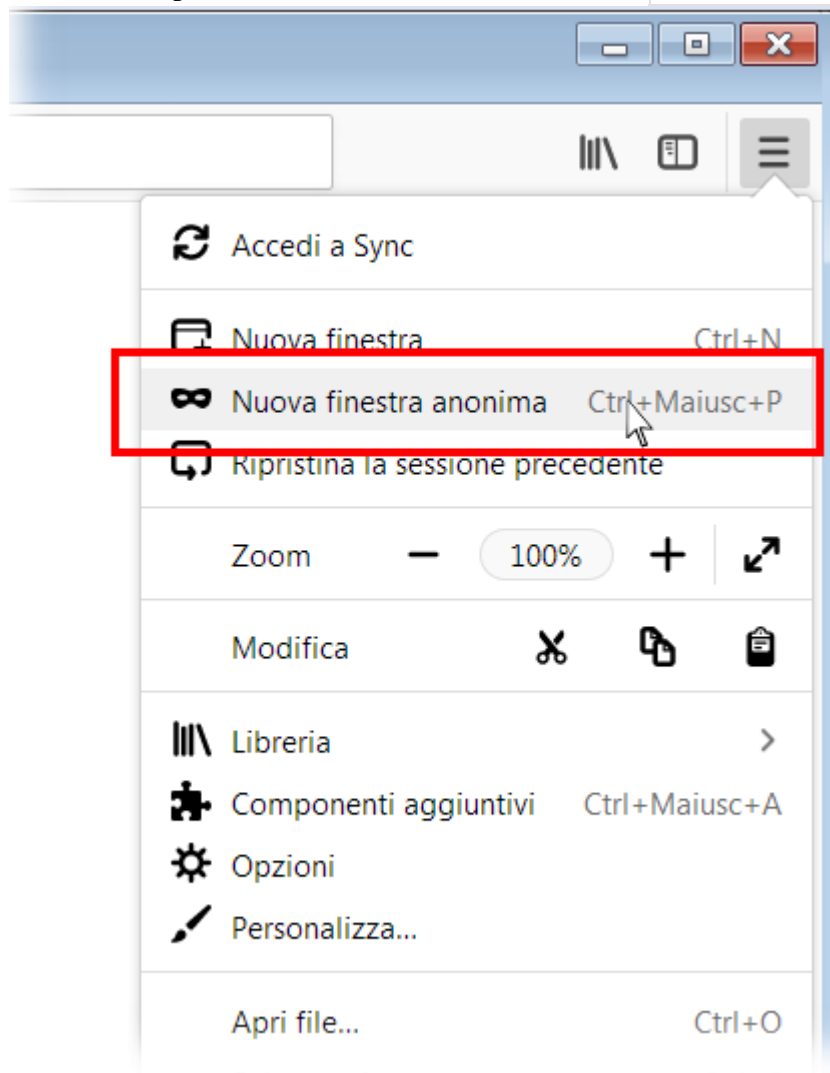 Accedi a Sync
Nuova finestra Ctrl+N
Nuova finestra anonima Ctrl+Maiusc+P
Ripristina la sessione precedente
Zoom 100%
Modifica
Libreria
Componenti aggiuntivi Ctrl+Maiusc+A
Opzioni
Personalizza...
Apri file... Ctrl+O